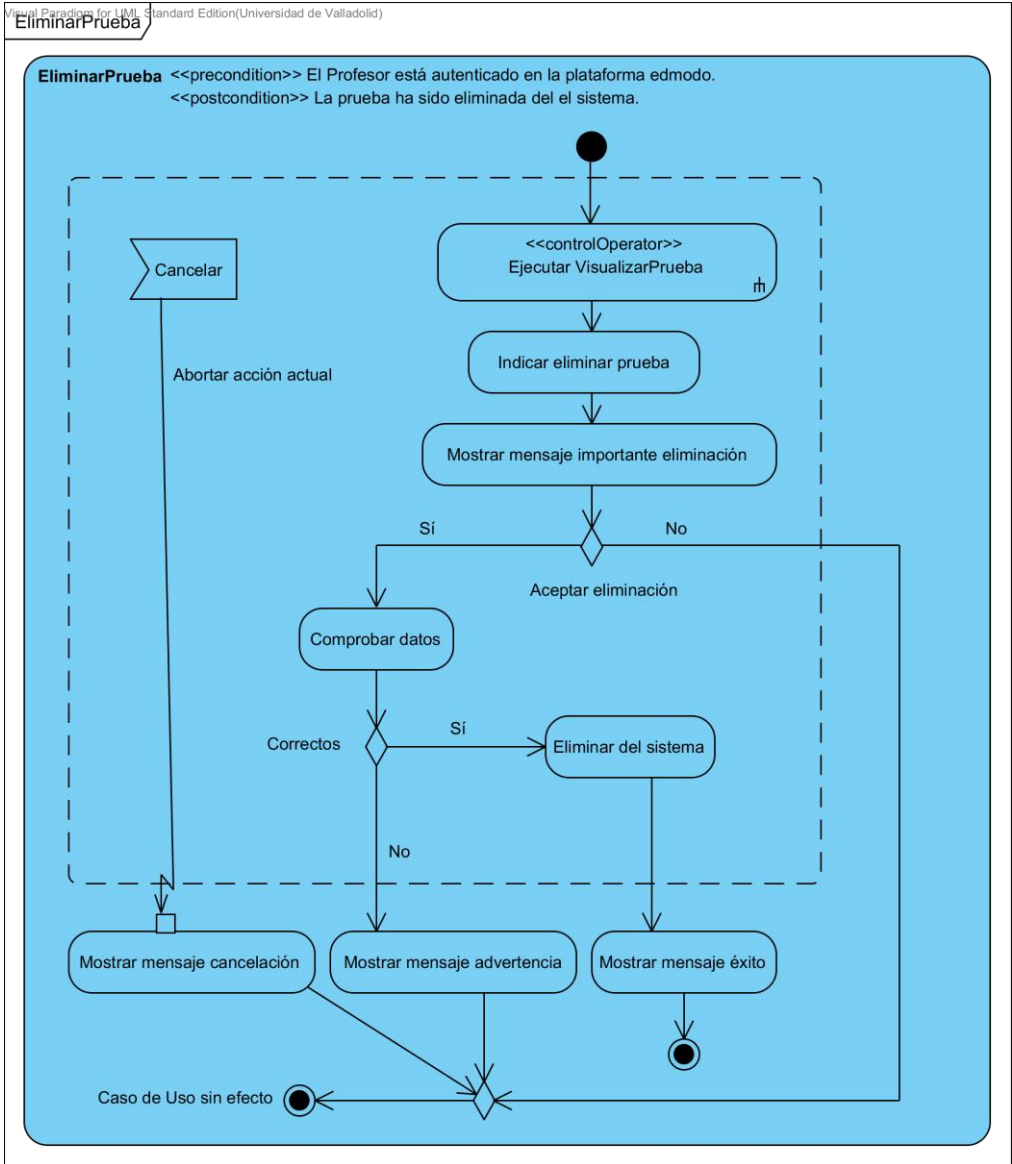 Visual Paradigm for UML Standard Edition(Universidad de Valladolid)
EliminarPrueba
EliminarPrueba <<precondition>> El Profesor está autenticado en la plataforma edmodo.
<<postcondition>> La prueba ha sido eliminada del el sistema.
<<controlOperator>>
Ejecutar VisualizarPrueba
Cancelar
Indicar eliminar prueba
Abortar acción actual
Mostrar mensaje importante eliminación
Sí
No
Aceptar eliminación
Comprobar datos
Correctos
Sí
Eliminar del sistema
No
Mostrar mensaje cancelación
Mostrar mensaje advertencia
Mostrar mensaje éxito
Caso de Uso sin efecto